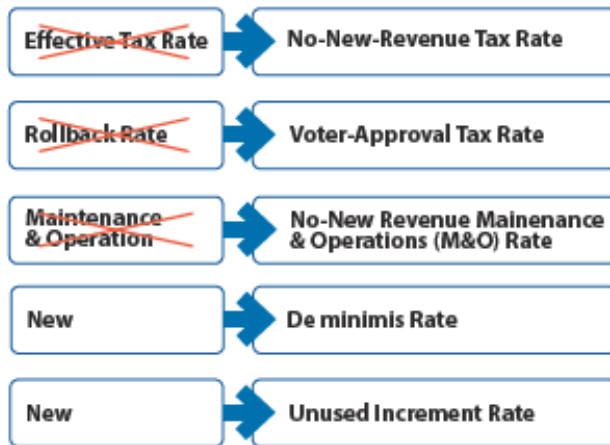 Effective Tax Rate
No-New-Revenue Tax Rate
Rollback Rate
Voter-Approval Tax Rate
Maintenance
& Operation
No-New Revenue Mainenance
& Operations (M&O) Rate
New
De minimis Rate
New
Unused Increment Rate